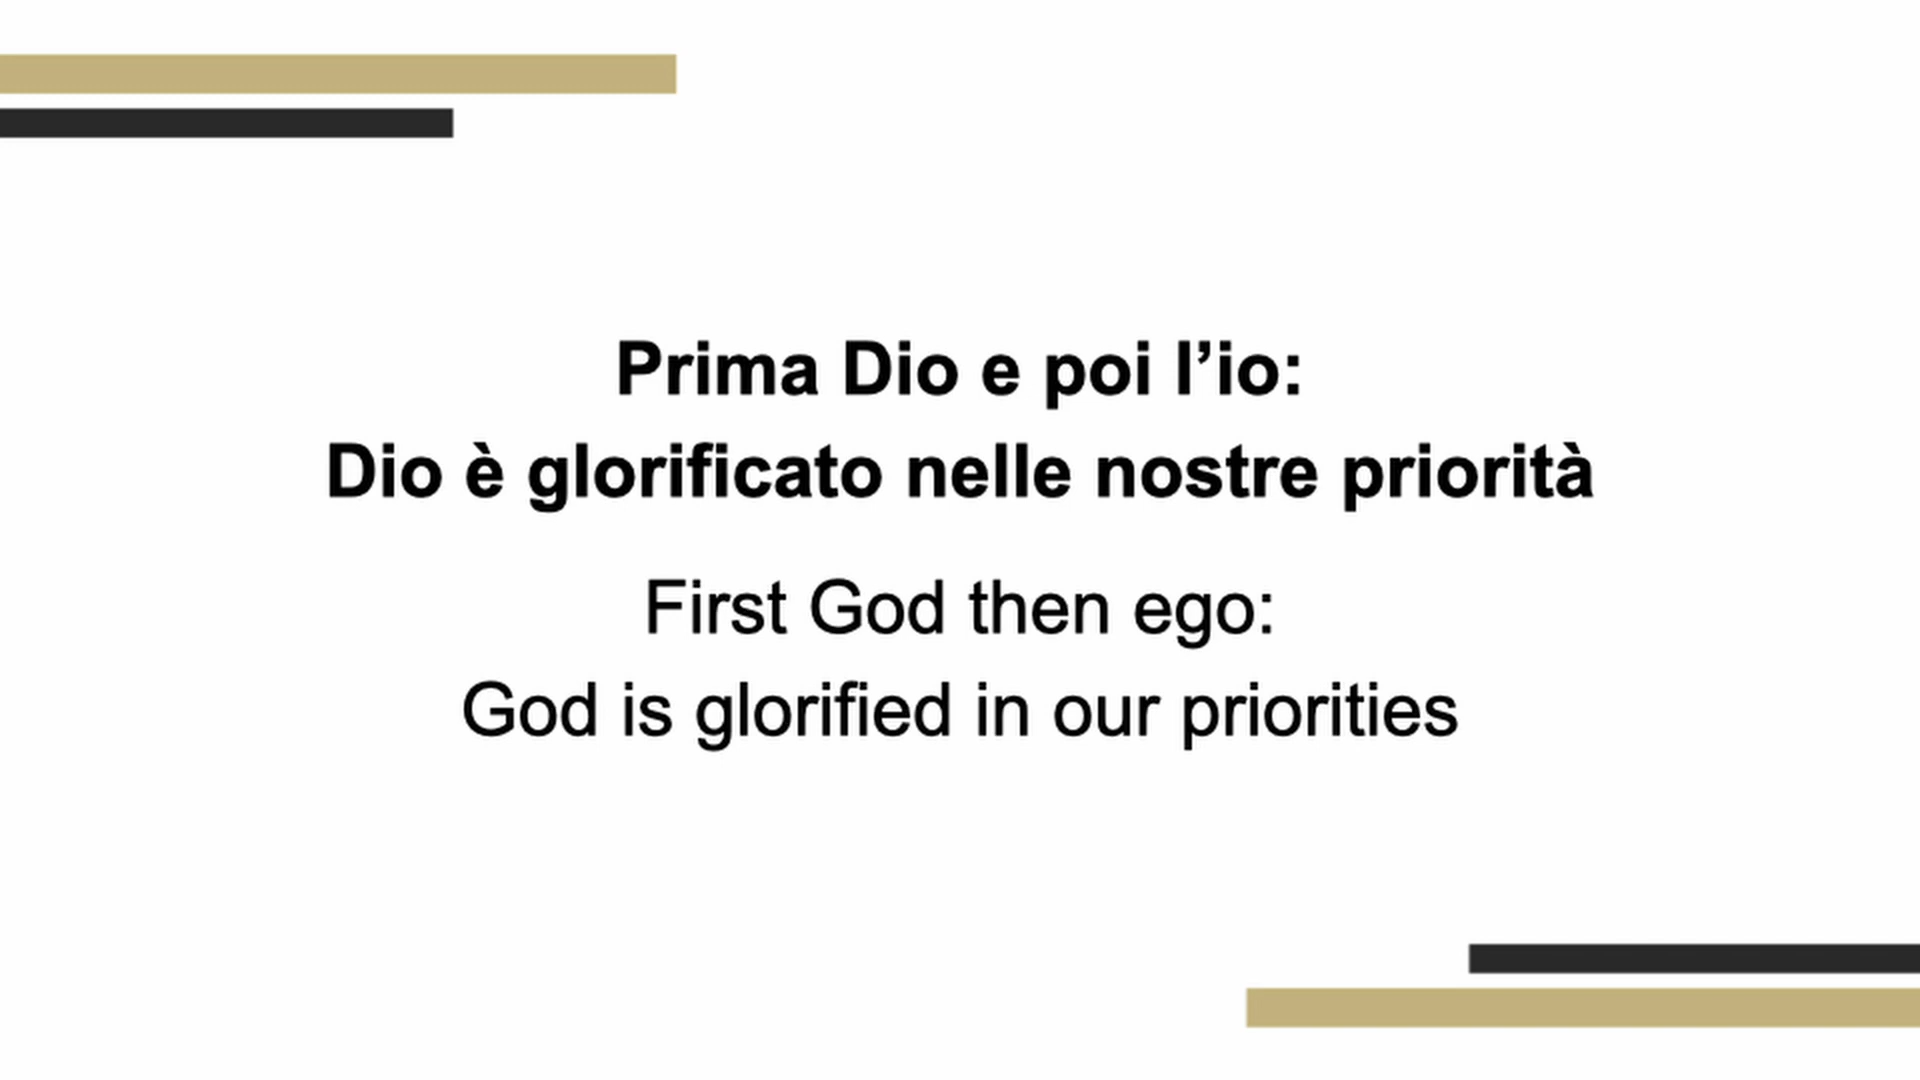 Prima Dio e poi l’io:
Dio è glorificato nelle nostre priorità
First God then ego:
God is glorified in our priorities